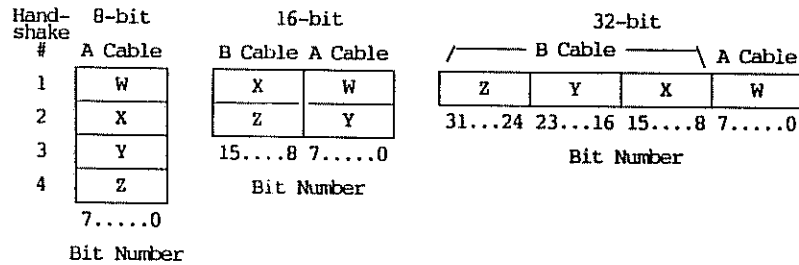 Hand-shake # 8-bit 16-bit 32-bit
A Cable B Cable A Cable B Cable A Cable
1 W X W Z Y X W
2 X Z Y 31...24 23...16 15....8 7.....0
3 Y 15....8 7.....0 Bit Number
4 Z Bit Number
7.....0
Bit Number